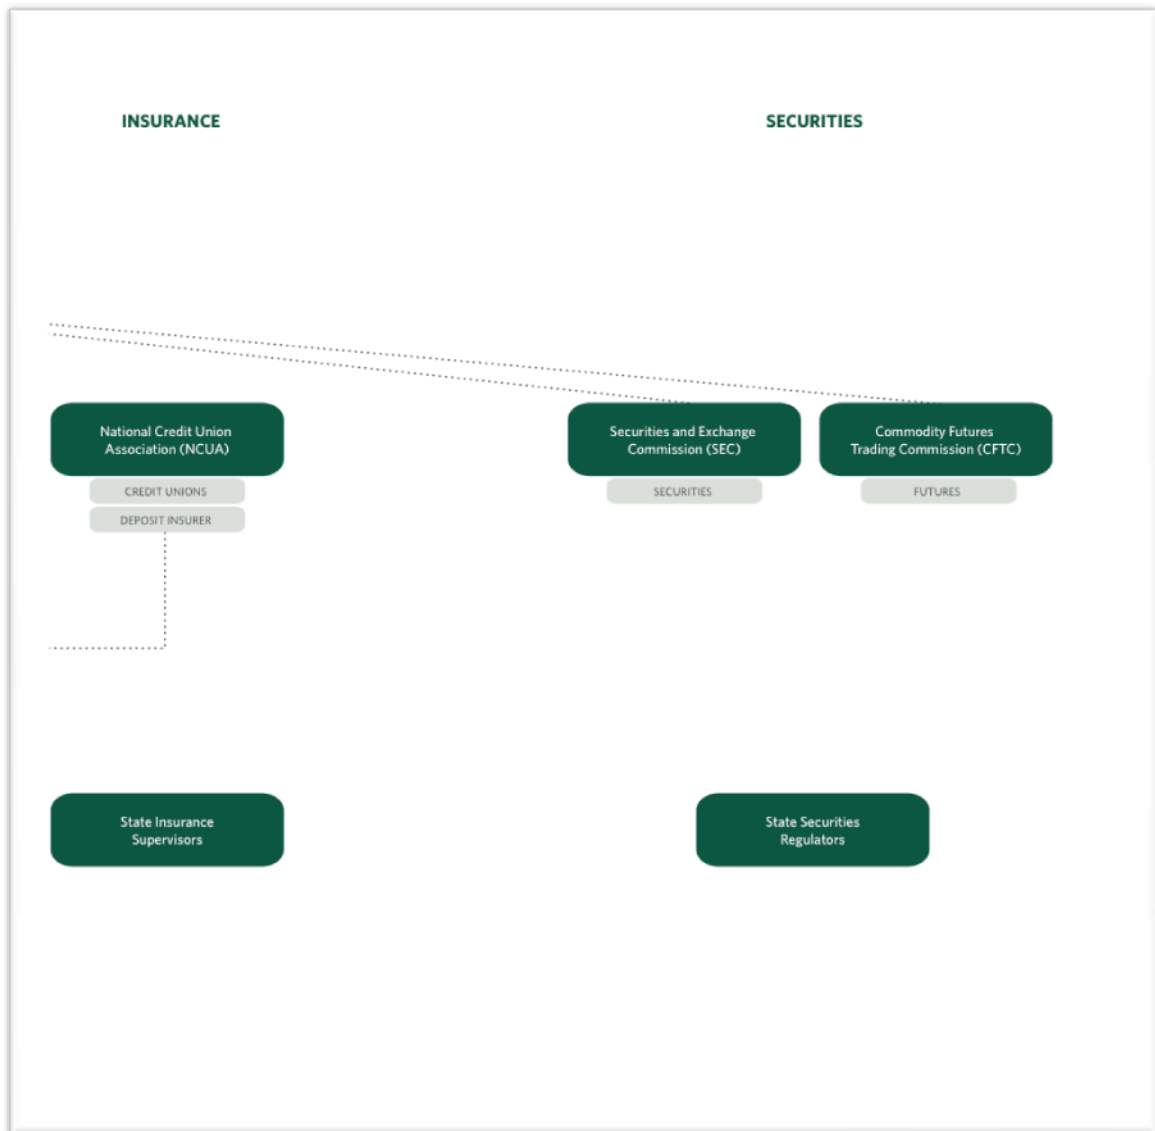 INSURANCE
SECURITIES
National Credit Union
Association (NCUA)
CREDIT UNIONS
DEPOSIT INSURER
Securities and Exchange
Commission (SEC)
SECURITIES
Commodity Futures
Trading Commission (CFTC)
FUTURES
State Insurance
Supervisors
State Securities
Regulators